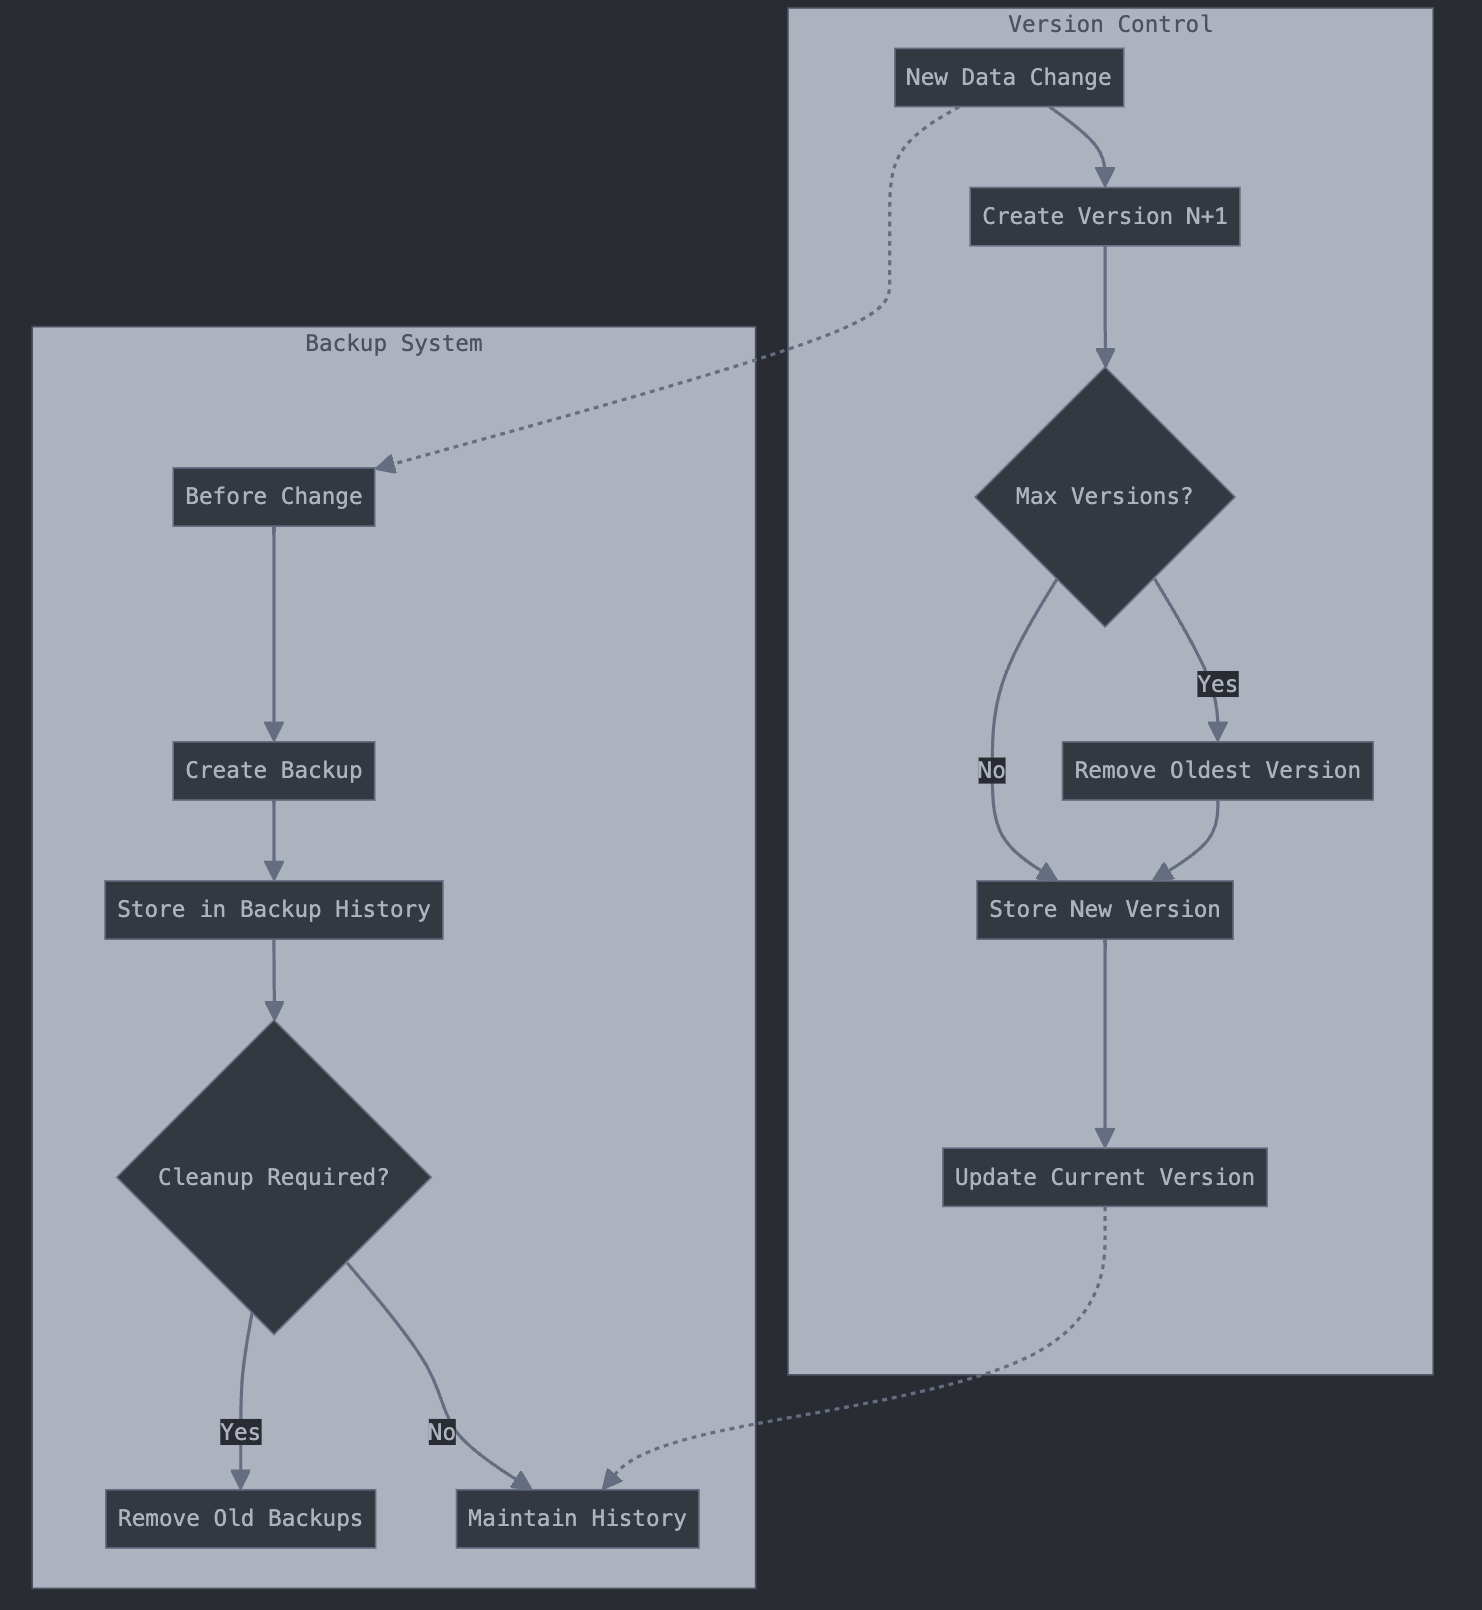 Version Control
New Data Change
Create Version N+1
Max Versions?
Yes
No
Remove Oldest Version
Store New Version
Update Current Version
Backup System
Before Change
Create Backup
Store in Backup History
Cleanup Required?
Yes
No
Remove Old Backups
Maintain History